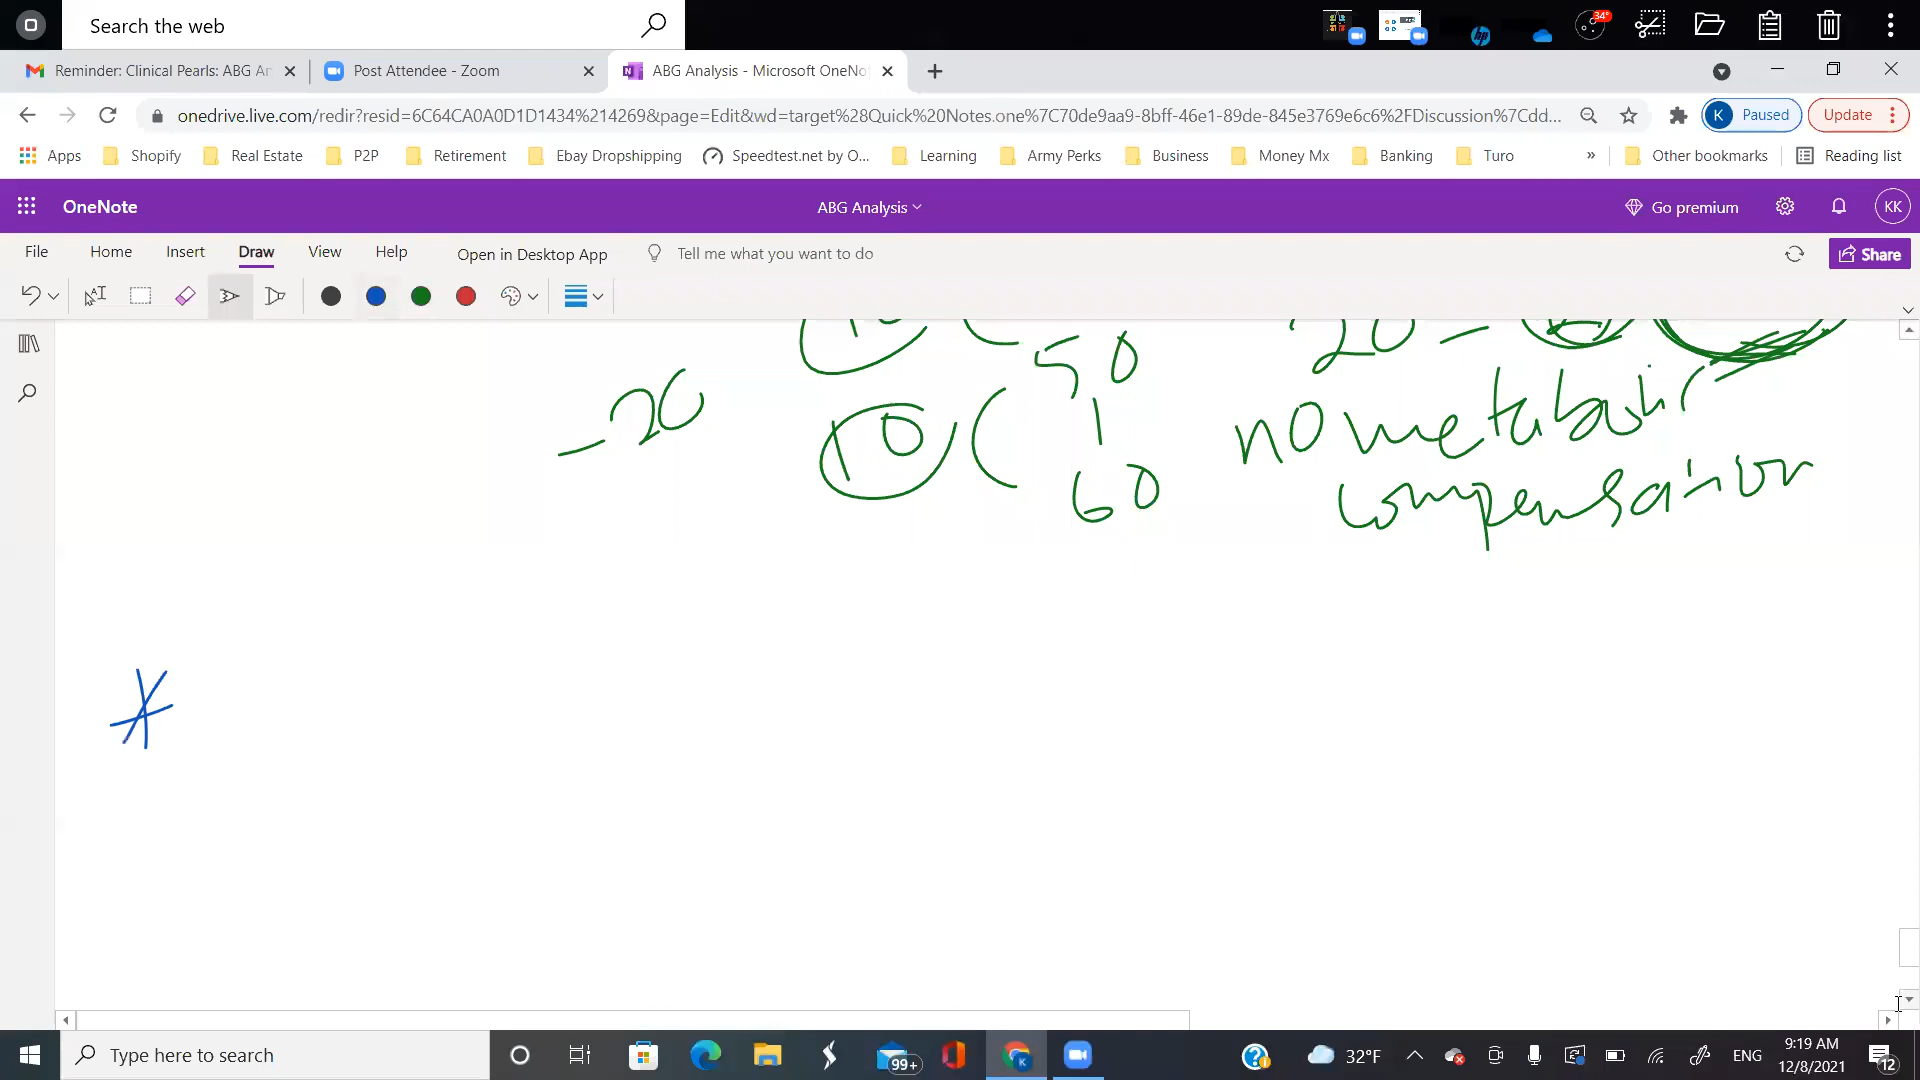 Search the web
34°
Reminder: Clinical Pearls: ABG Ar
Post Attendee - Zoom
ABG Analysis - Microsoft OneNo
onedrive.live.com/redir?resid=6C64CA0A0D1D1434%214269&page=Edit&wd=target%28Quick%20Notes.one%7C70de9aa9-8bff-46e1-89de-845e3769e6c6%2FDiscussion%7Cdd...
K Paused
Update
Apps Shopify Real Estate P2P Retirement Ebay Dropshipping Speedtest.net by O... Learning Army Perks Business Money Mx Banking Turo » Other bookmarks Reading list
OneNote
ABG Analysis
Go premium
KK
File Home Insert Draw View Help Open in Desktop App Tell me what you want to do
Share
50
20 -
-20
10 (
60
no metabolic
compensation
*
Type here to search
99+
32°F
ENG
9:19 AM
12/8/2021
12